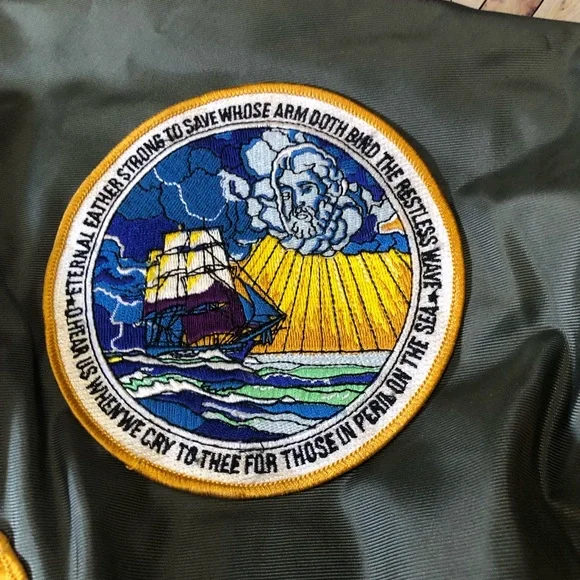 ETERNAL FATHER STRONG TO SAVE WHOSE ARM DOTH BIND THE RESTLESS WAVE
O HEAR US WHEN WE CRY TO THEE FOR THOSE IN PERIL ON THE SEA